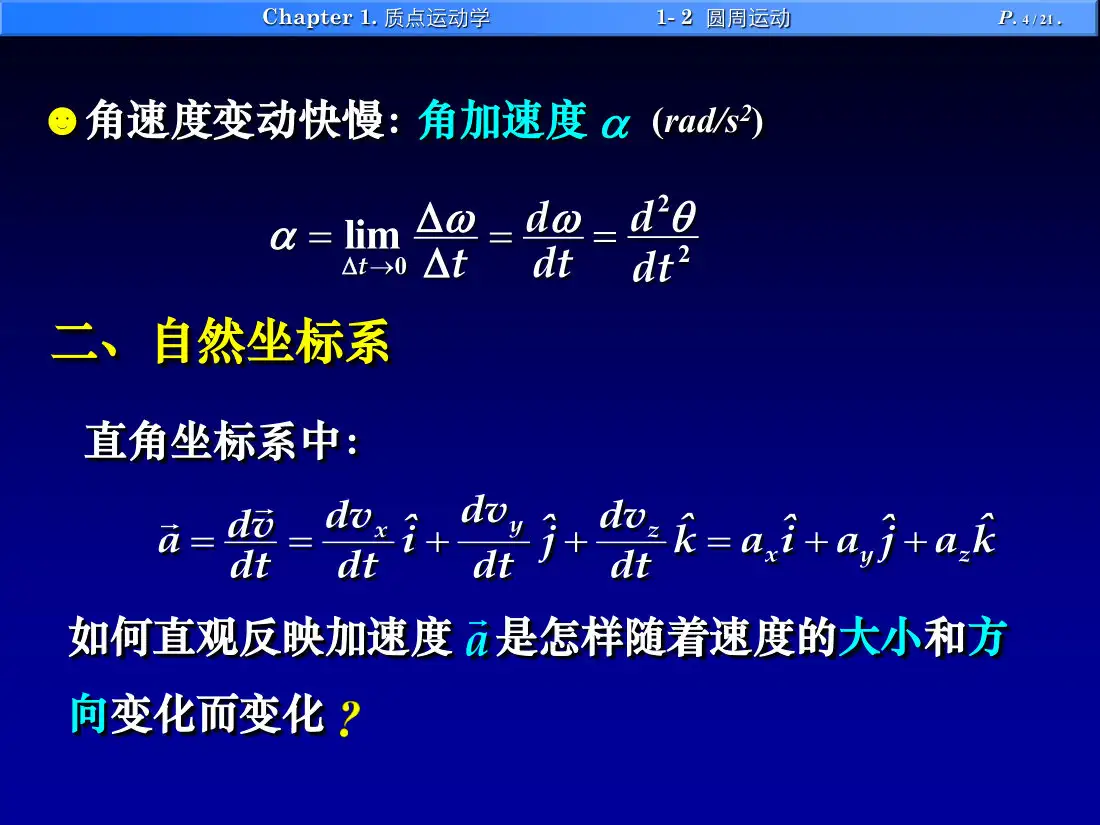 Chapter 1. 质点运动学 1- 2 圆周运动 P. 4 / 21 .
☻角速度变动快慢：角加速度 α (rad/s²)
α = lim_{Δt→0} Δω/Δt = dω/dt = d²θ/dt²
二、自然坐标系
直角坐标系中：
a⃗ = dv⃗/dt = dv_x/dt î + dv_y/dt ĵ + dv_z/dt k̂ = a_x î + a_y ĵ + a_z k̂
如何直观反映加速度 a⃗ 是怎样随着速度的大小和方
向变化而变化？